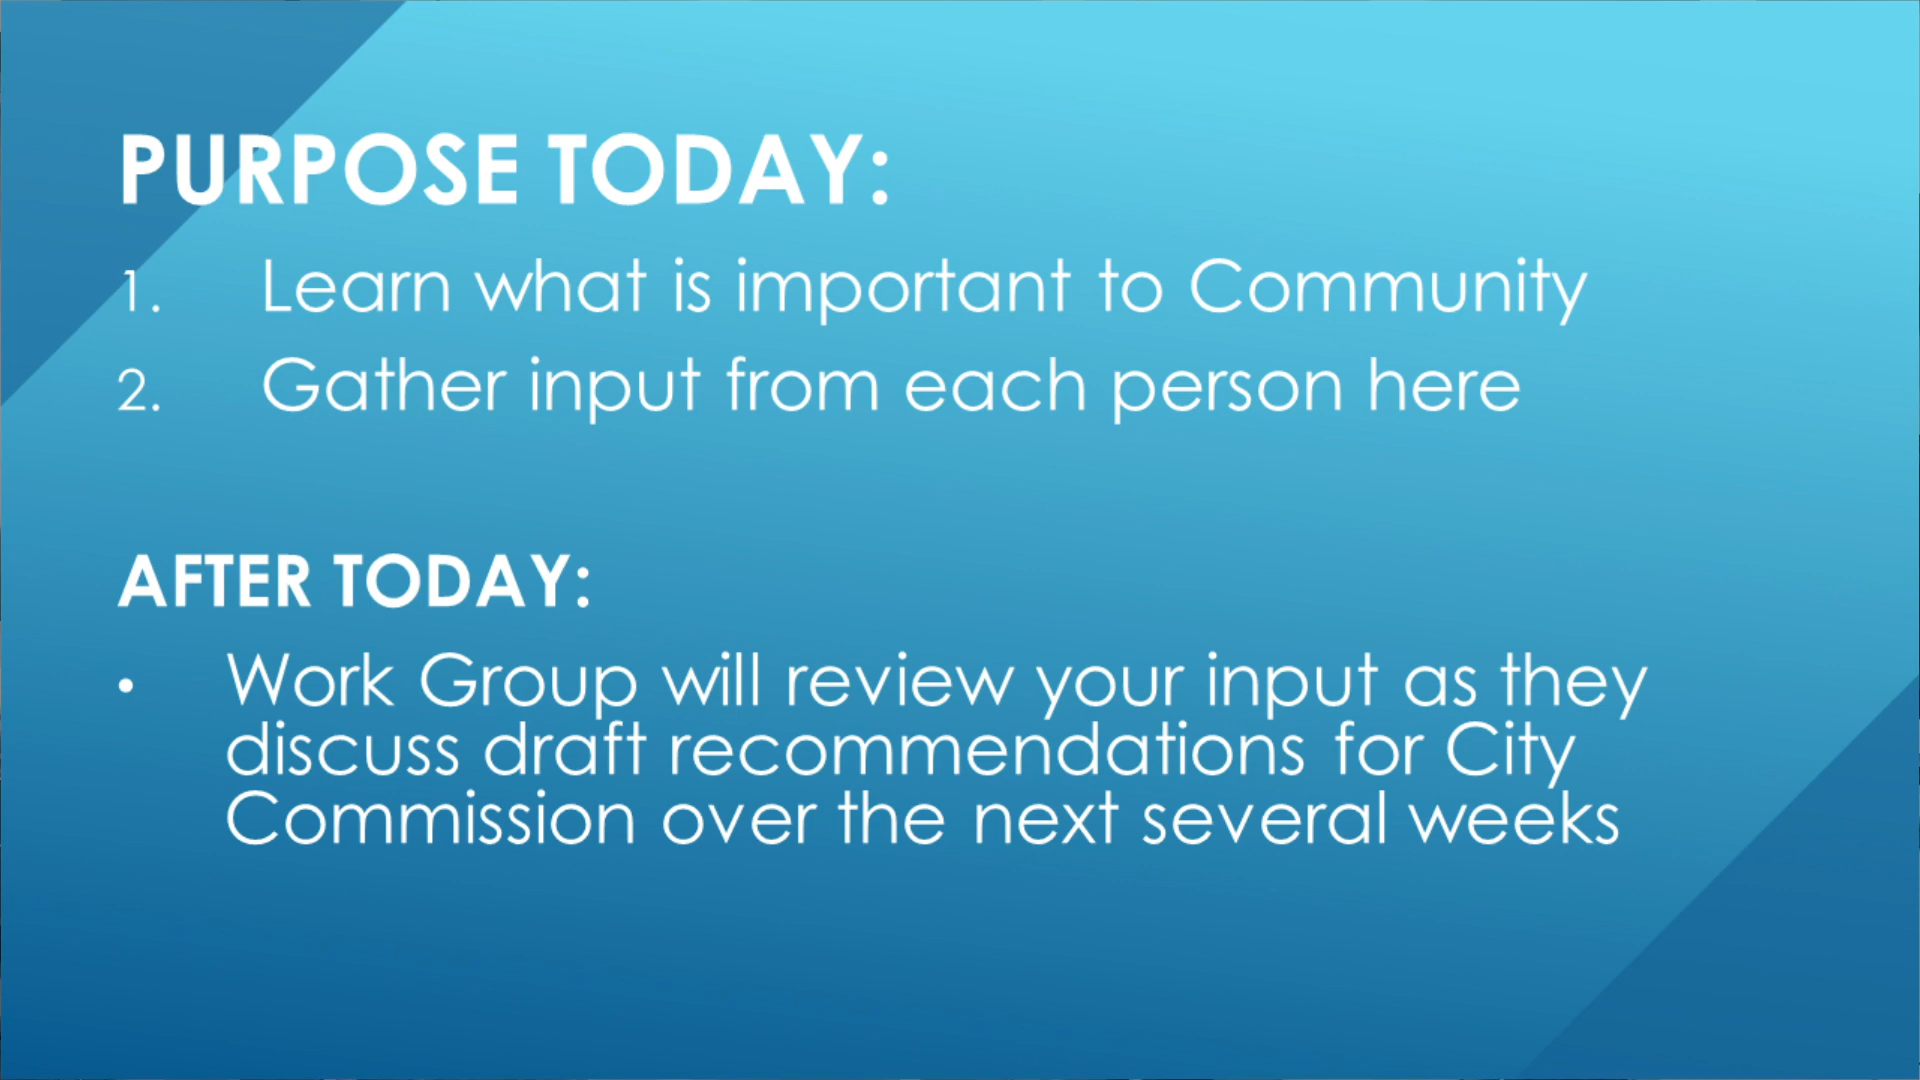 PURPOSE TODAY:
1. Learn what is important to Community
2. Gather input from each person here
AFTER TODAY:
• Work Group will review your input as they
discuss draft recommendations for City
Commission over the next several weeks